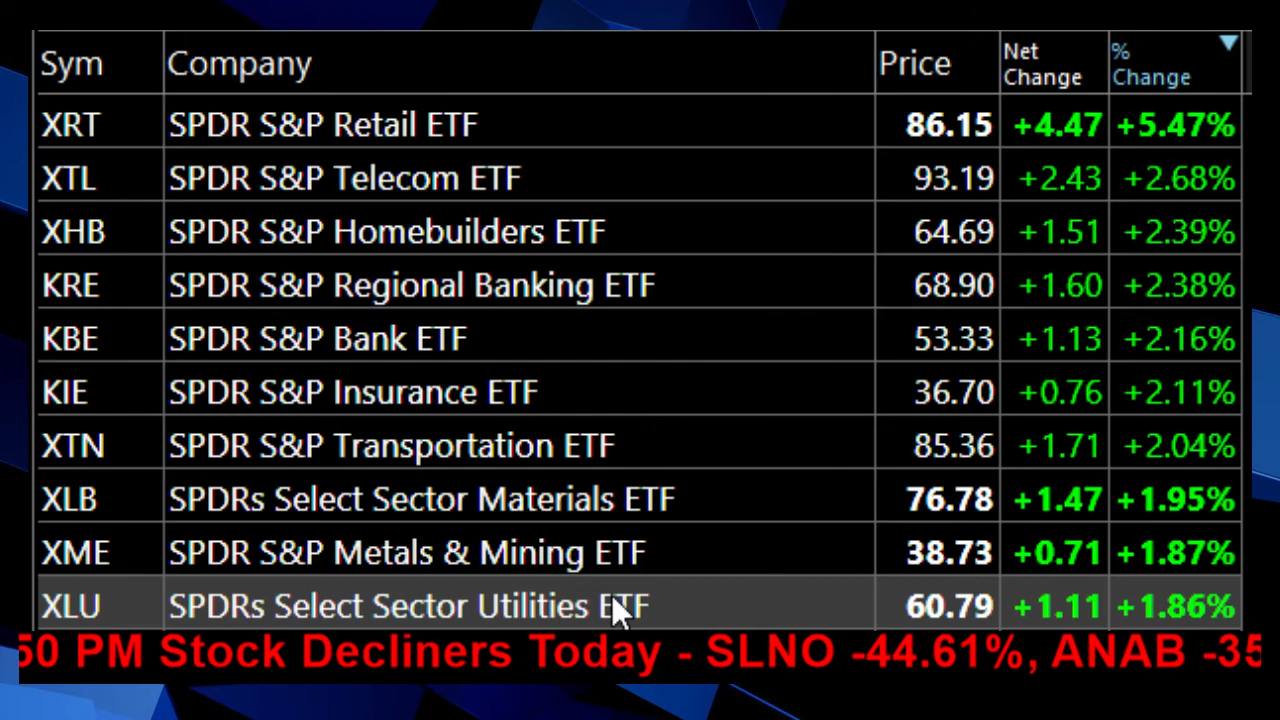 Sym Company Price Net Change % Change
XRT SPDR S&P Retail ETF 86.15 +4.47 +5.47%
XTL SPDR S&P Telecom ETF 93.19 +2.43 +2.68%
XHB SPDR S&P Homebuilders ETF 64.69 +1.51 +2.39%
KRE SPDR S&P Regional Banking ETF 68.90 +1.60 +2.38%
KBE SPDR S&P Bank ETF 53.33 +1.13 +2.16%
KIE SPDR S&P Insurance ETF 36.70 +0.76 +2.11%
XTN SPDR S&P Transportation ETF 85.36 +1.71 +2.04%
XLB SPDRs Select Sector Materials ETF 76.78 +1.47 +1.95%
XME SPDR S&P Metals & Mining ETF 38.73 +0.71 +1.87%
XLU SPDRs Select Sector Utilities ETF 60.79 +1.11 +1.86%
50 PM Stock Decliners Today - SLNO -44.61%, ANAB -35